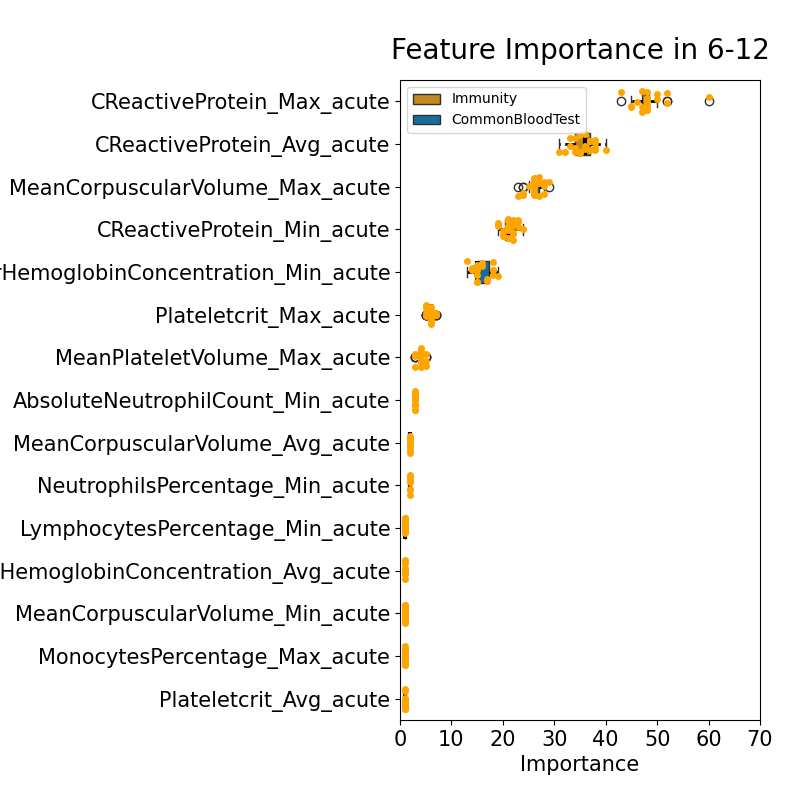 Feature Importance in 6-12
Immunity
CommonBloodTest
CReactiveProtein_Max_acute
CReactiveProtein_Avg_acute
MeanCorpuscularVolume_Max_acute
CReactiveProtein_Min_acute
rHemoglobinConcentration_Min_acute
Plateletcrit_Max_acute
MeanPlateletVolume_Max_acute
AbsoluteNeutrophilCount_Min_acute
MeanCorpuscularVolume_Avg_acute
NeutrophilsPercentage_Min_acute
LymphocytesPercentage_Min_acute
HemoglobinConcentration_Avg_acute
MeanCorpuscularVolume_Min_acute
MonocytesPercentage_Max_acute
Plateletcrit_Avg_acute
0 10 20 30 40 50 60 70
Importance